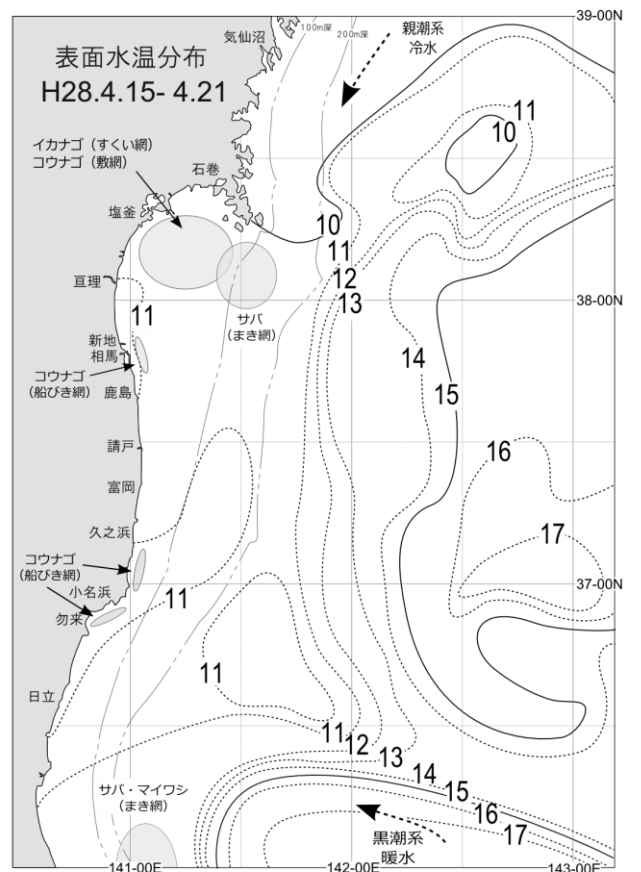 39-00N
100m深
200m深
気仙沼
親潮系
冷水
表面水温分布
H28.4.15- 4.21
イカナゴ（すくい網）
コウナゴ（敷網）
石巻
塩釜
11
10
10
11
12
13
亘理
11
38-00N
サバ
（まき網）
新地
相馬
14
コウナゴ
（船びき網）
鹿島
15
請戸
16
富岡
久之浜
17
コウナゴ
（船びき網）
小名浜
37-00N
勿来
11
11
日立
11
12
13
14
15
16
17
サバ・マイワシ
（まき網）
黒潮系
暖水
141-00E
142-00E
143-00E